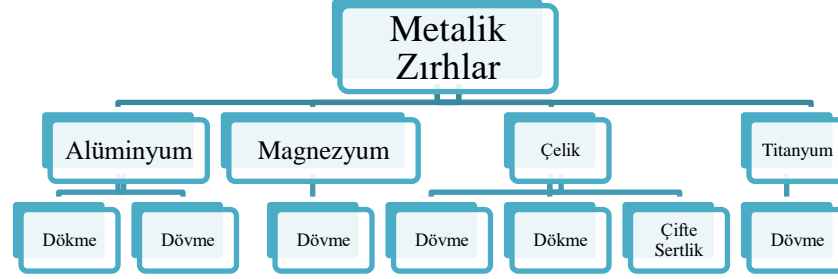 Metalik
Zırhlar
Alüminyum
Magnezyum
Çelik
Titanyum
Dökme
Dövme
Dövme
Dövme
Dökme
Çifte
Sertlik
Dövme